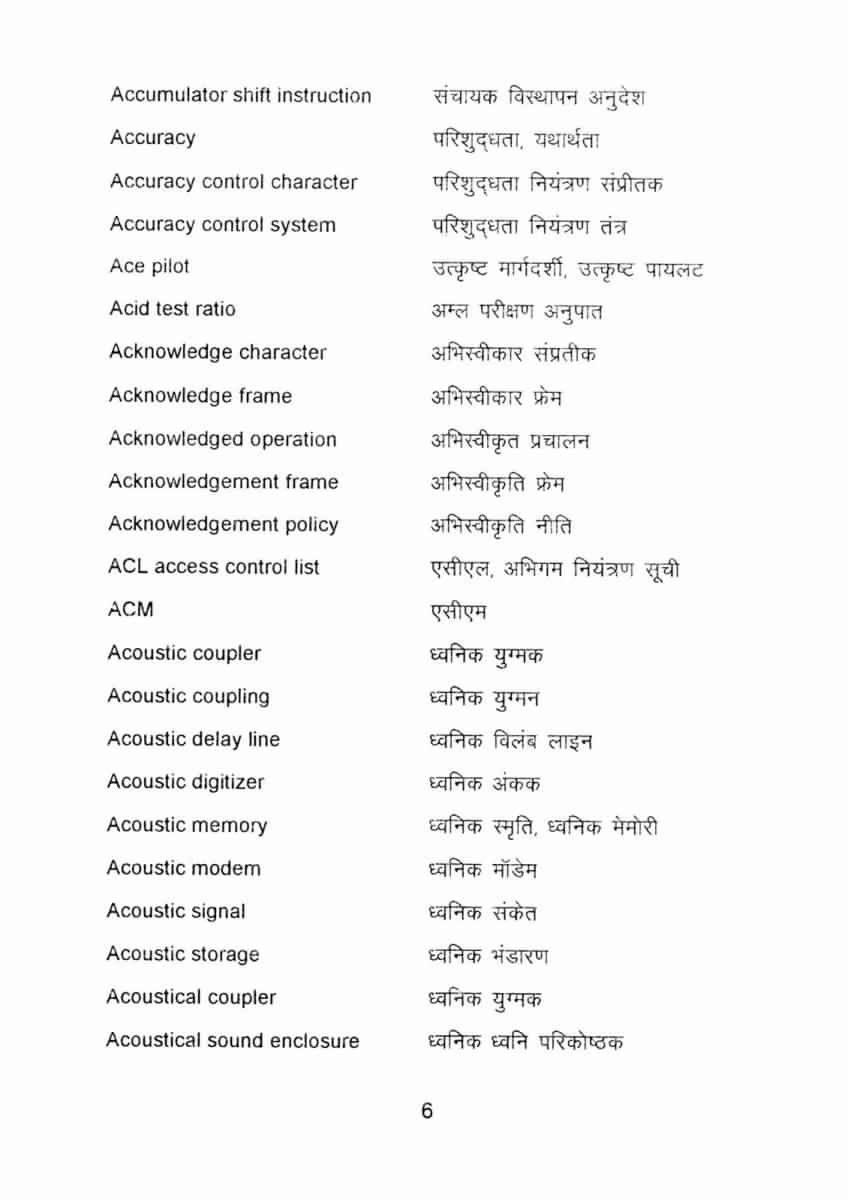 Accumulator shift instruction संचायक विस्थापन अनुदेश
Accuracy परिशुद्धता, यथार्थता
Accuracy control character परिशुद्धता नियंत्रण संप्रीतक
Accuracy control system परिशुद्धता नियंत्रण तंत्र
Ace pilot उत्कृष्ट मार्गदर्शी, उत्कृष्ट पायलट
Acid test ratio अम्ल परीक्षण अनुपात
Acknowledge character अभिस्वीकार संप्रतीक
Acknowledge frame अभिस्वीकार फ्रेम
Acknowledged operation अभिस्वीकृत प्रचालन
Acknowledgement frame अभिस्वीकृति फ्रेम
Acknowledgement policy अभिस्वीकृति नीति
ACL access control list एसीएल, अभिगम नियंत्रण सूची
ACM एसीएम
Acoustic coupler ध्वनिक युग्मक
Acoustic coupling ध्वनिक युग्मन
Acoustic delay line ध्वनिक विलंब लाइन
Acoustic digitizer ध्वनिक अंकक
Acoustic memory ध्वनिक स्मृति, ध्वनिक मेमोरी
Acoustic modem ध्वनिक मॉडेम
Acoustic signal ध्वनिक संकेत
Acoustic storage ध्वनिक भंडारण
Acoustical coupler ध्वनिक युग्मक
Acoustical sound enclosure ध्वनिक ध्वनि परिकोष्ठक
6